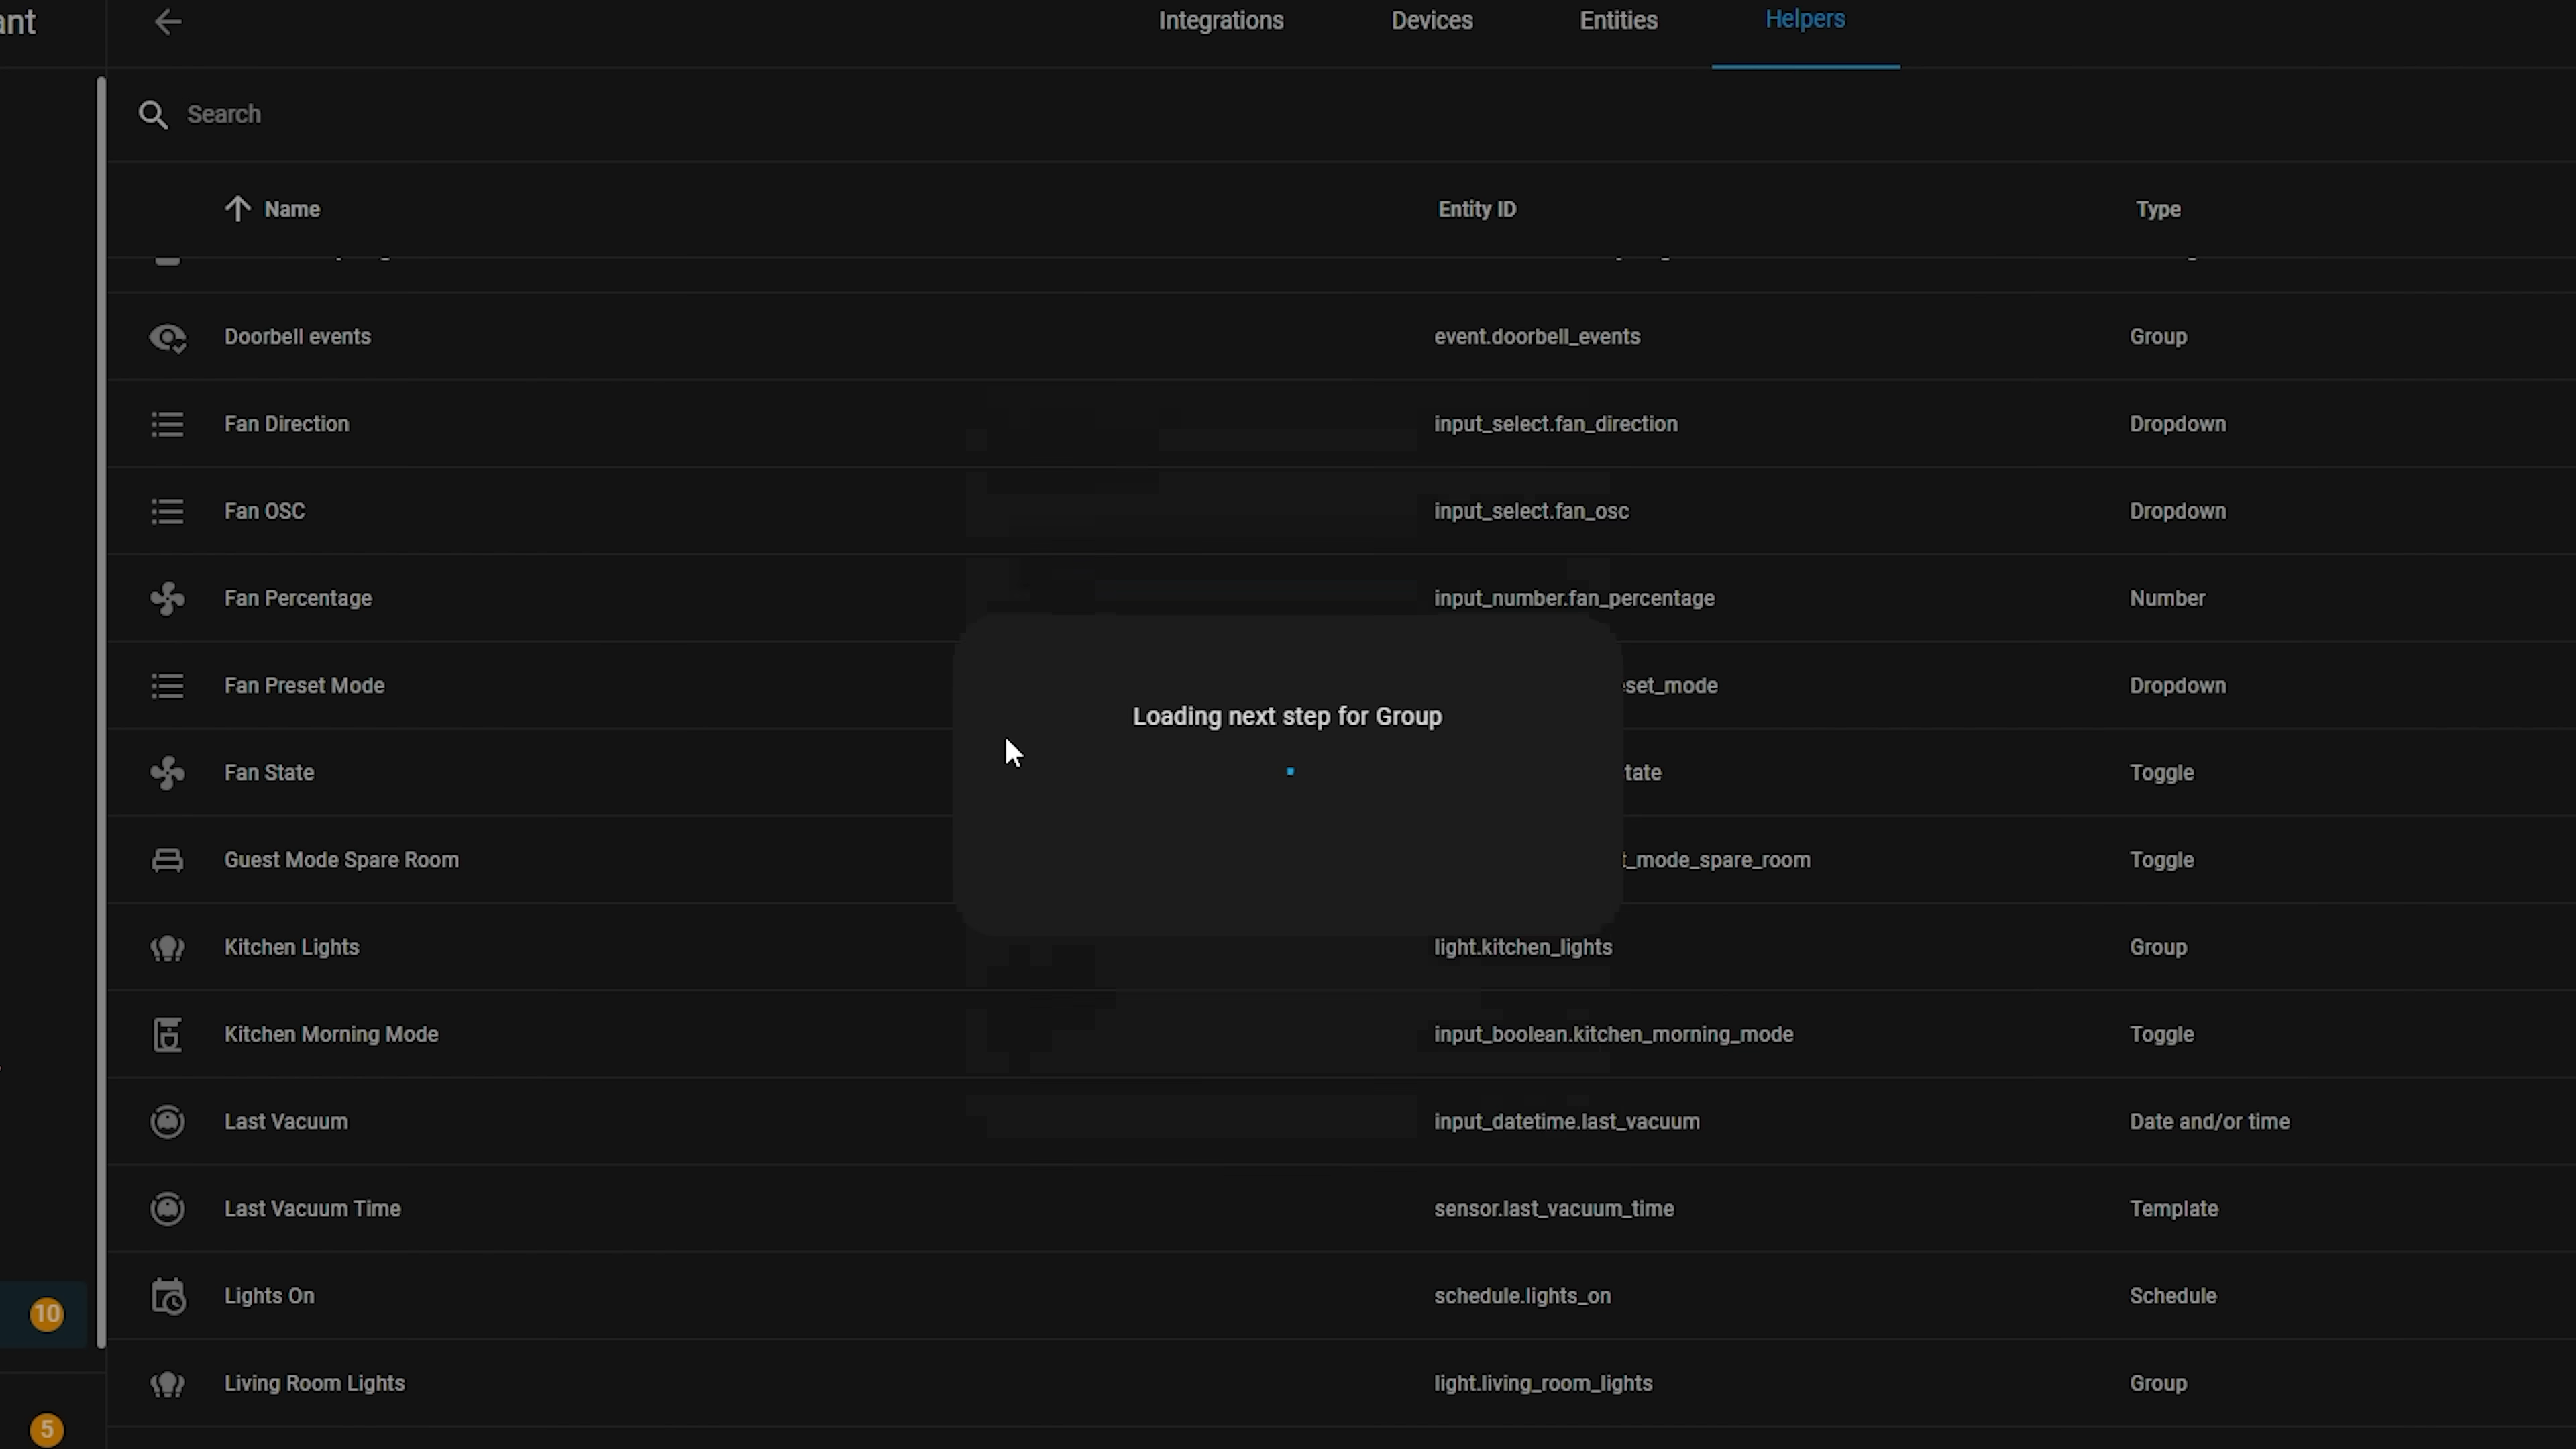 ant
Integrations Devices Entities Helpers
Search
Name Entity ID Type
Doorbell events event.doorbell_events Group
Fan Direction input_select.fan_direction Dropdown
Fan OSC input_select.fan_osc Dropdown
Fan Percentage input_number.fan_percentage Number
Fan Preset Mode set_mode Dropdown
Loading next step for Group
Fan State tate Toggle
Guest Mode Spare Room t_mode_spare_room Toggle
Kitchen Lights light.kitchen_lights Group
Kitchen Morning Mode input_boolean.kitchen_morning_mode Toggle
Last Vacuum input_datetime.last_vacuum Date and/or time
Last Vacuum Time sensor.last_vacuum_time Template
Lights On schedule.lights_on Schedule
10
Living Room Lights light.living_room_lights Group
5